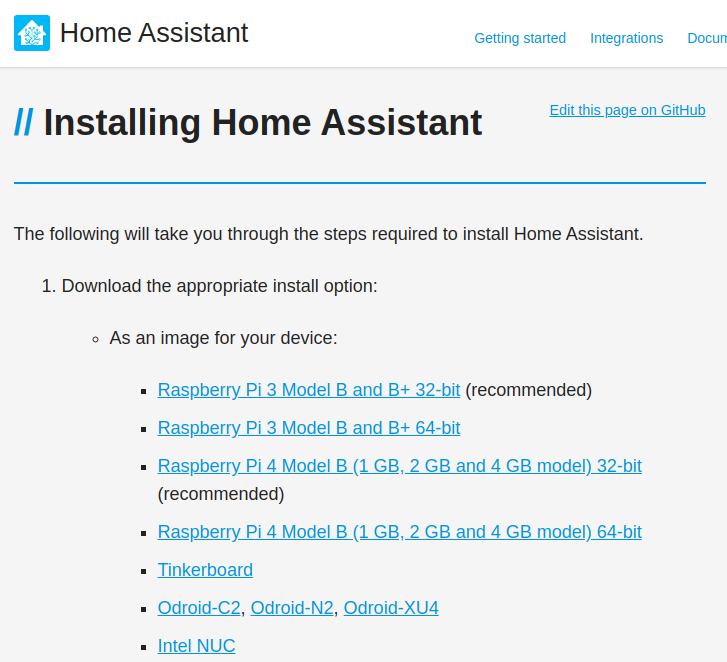 Home Assistant
Getting started Integrations Docum
// Installing Home Assistant
Edit this page on GitHub
The following will take you through the steps required to install Home Assistant.
1. Download the appropriate install option:
As an image for your device:
Raspberry Pi 3 Model B and B+ 32-bit (recommended)
Raspberry Pi 3 Model B and B+ 64-bit
Raspberry Pi 4 Model B (1 GB, 2 GB and 4 GB model) 32-bit
(recommended)
Raspberry Pi 4 Model B (1 GB, 2 GB and 4 GB model) 64-bit
Tinkerboard
Odroid-C2, Odroid-N2, Odroid-XU4
Intel NUC